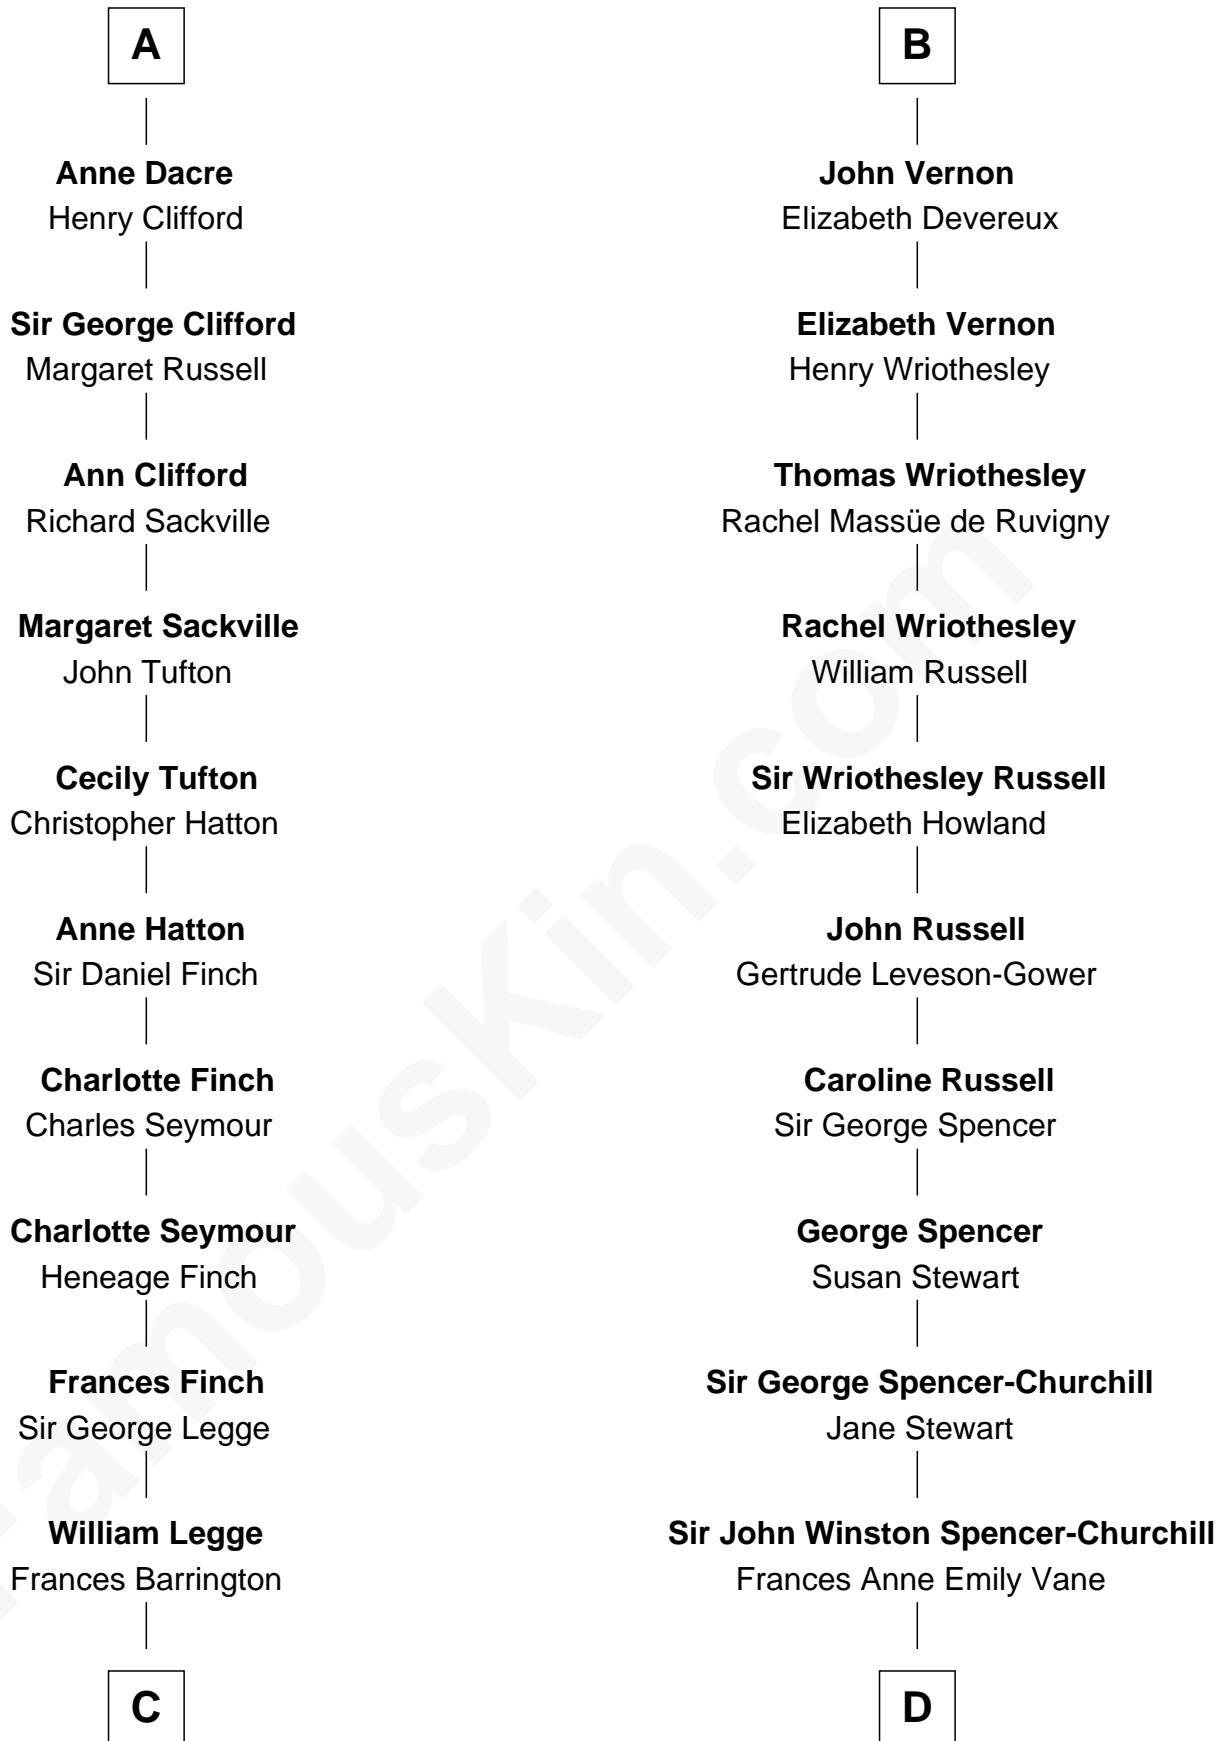 A
Anne Dacre
Henry Clifford
Sir George Clifford
Margaret Russell
Ann Clifford
Richard Sackville
Margaret Sackville
John Tufton
Cecily Tufton
Christopher Hatton
Anne Hatton
Sir Daniel Finch
Charlotte Finch
Charles Seymour
Charlotte Seymour
Heneage Finch
Frances Finch
Sir George Legge
William Legge
Frances Barrington
C
B
John Vernon
Elizabeth Devereux
Elizabeth Vernon
Henry Wriothesley
Thomas Wriothesley
Rachel Massüe de Ruvigny
Rachel Wriothesley
William Russell
Sir Wriothesley Russell
Elizabeth Howland
John Russell
Gertrude Leveson-Gower
Caroline Russell
Sir George Spencer
George Spencer
Susan Stewart
Sir George Spencer-Churchill
Jane Stewart
Sir John Winston Spencer-Churchill
Frances Anne Emily Vane
D
FamousKin.com